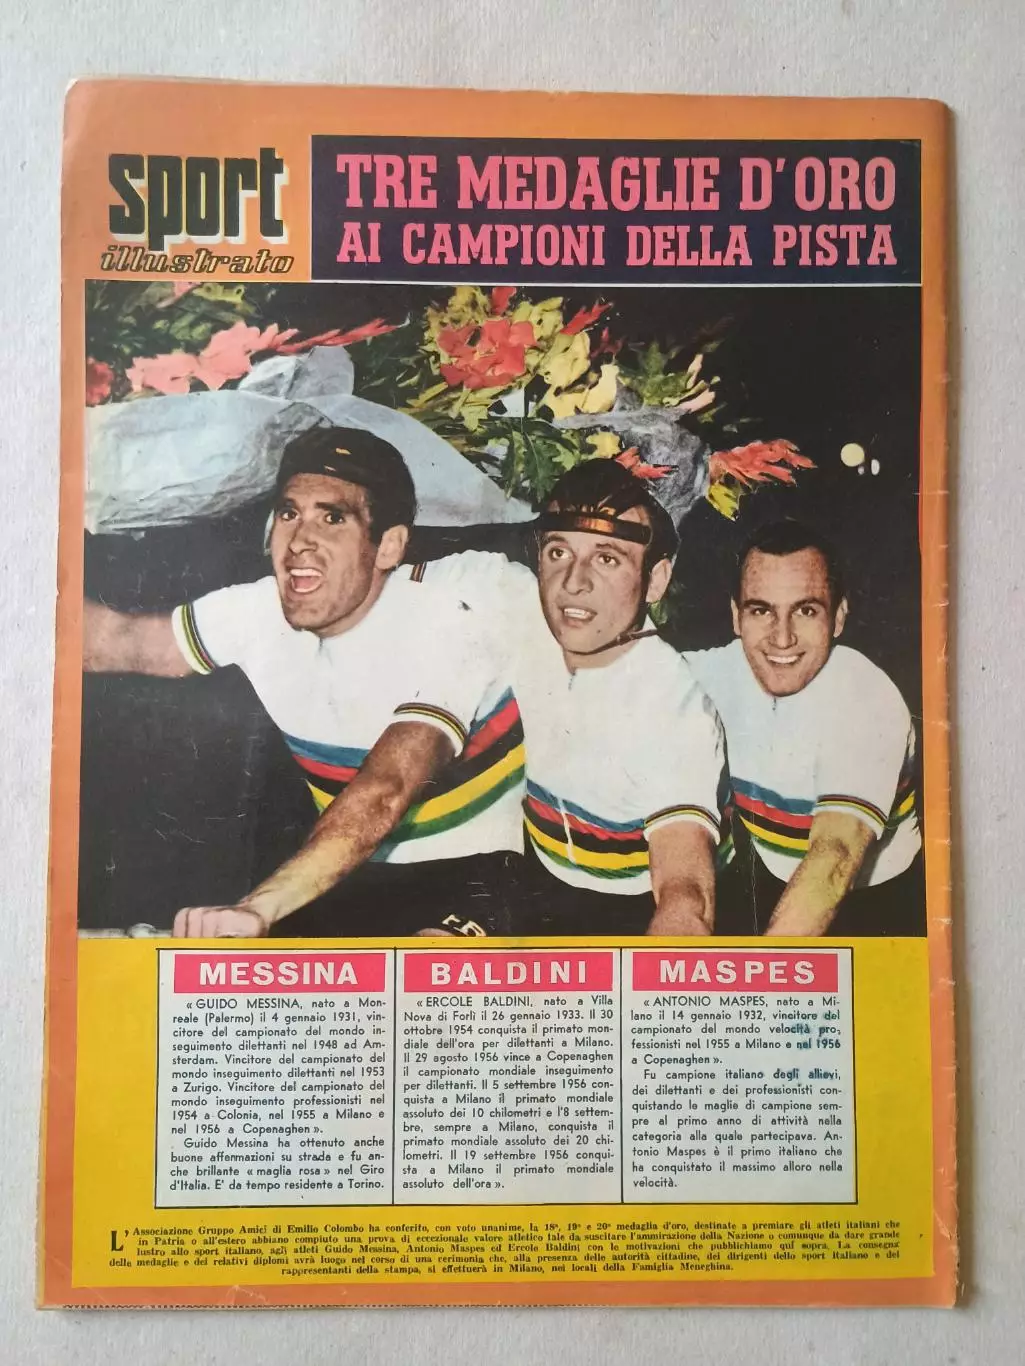 sport
illustrato
TRE MEDAGLIE D'ORO
AI CAMPIONI DELLA PISTA
MESSINA
« GUIDO MESSINA, nato a Mon-
reale (Palermo) il 4 gennaio 1931, vin-
citore del campionato del mondo in-
seguimento dilettanti nel 1948 ad Am-
sterdam. Vincitore del campionato del
mondo inseguimento dilettanti nel 1953
a Zurigo. Vincitore del campionato del
mondo inseguimento professionisti nel
1954 a Colonia, nel 1955 a Milano e
nel 1956 a Copenaghen ».
Guido Messina ha ottenuto anche
buone affermazioni su strada e fu an-
che brillante « maglia rosa » nel Giro
d'Italia. E' da tempo residente a Torino.
BALDINI
« ERCOLE BALDINI, nato a Villa
Nova di Forlì il 26 gennaio 1933. Il 30
ottobre 1954 conquista il primato mon-
diale dell'ora per dilettanti a Milano.
Il 29 agosto 1956 vince a Copenaghen
il campionato mondiale inseguimento
per dilettanti. Il 5 settembre 1956 con-
quista a Milano il primato mondiale
assoluto dei 10 chilometri e l'8 settem-
bre, sempre a Milano, conquista il
primato mondiale assoluto dei 20 chi-
lometri. Il 19 settembre 1956 conqui-
sta a Milano il primato mondiale
assoluto dell'ora ».
MASPES
« ANTONIO MASPES, nato a Mi-
lano il 14 gennaio 1932, vincitore del
campionato del mondo velocità pro-
fessionisti nel 1955 a Milano e nel 1956
a Copenaghen ».
Fu campione italiano degli allievi,
dei dilettanti e dei professionisti con-
quistando le maglie di campione sem-
pre al primo anno di attività nella
categoria alla quale partecipava. An-
tonio Maspes è il primo italiano che
ha conquistato il massimo alloro nella
velocità.
L'Associazione Gruppo Amici di Emilio Colombo ha conferito, con voto unanime, la 18ª, 19ª e 20ª medaglia d'oro, destinate a premiare gli atleti italiani che
in Patria o all'estero abbiano compiuto una prova di eccezionale valore atletico tale da suscitare l'ammirazione della Nazione o comunque da dare grande
lustro allo sport italiano, agli atleti Guido Messina, Antonio Maspes ed Ercole Baldini con le motivazioni che pubblichiamo qui sopra. La consegna
delle medaglie e dei relativi diplomi avrà luogo nel corso di una cerimonia che, alla presenza delle autorità cittadine, dei dirigenti dello sport italiano e dei
rappresentanti della stampa, si effettuerà in Milano, nei locali della Famiglia Meneghina.